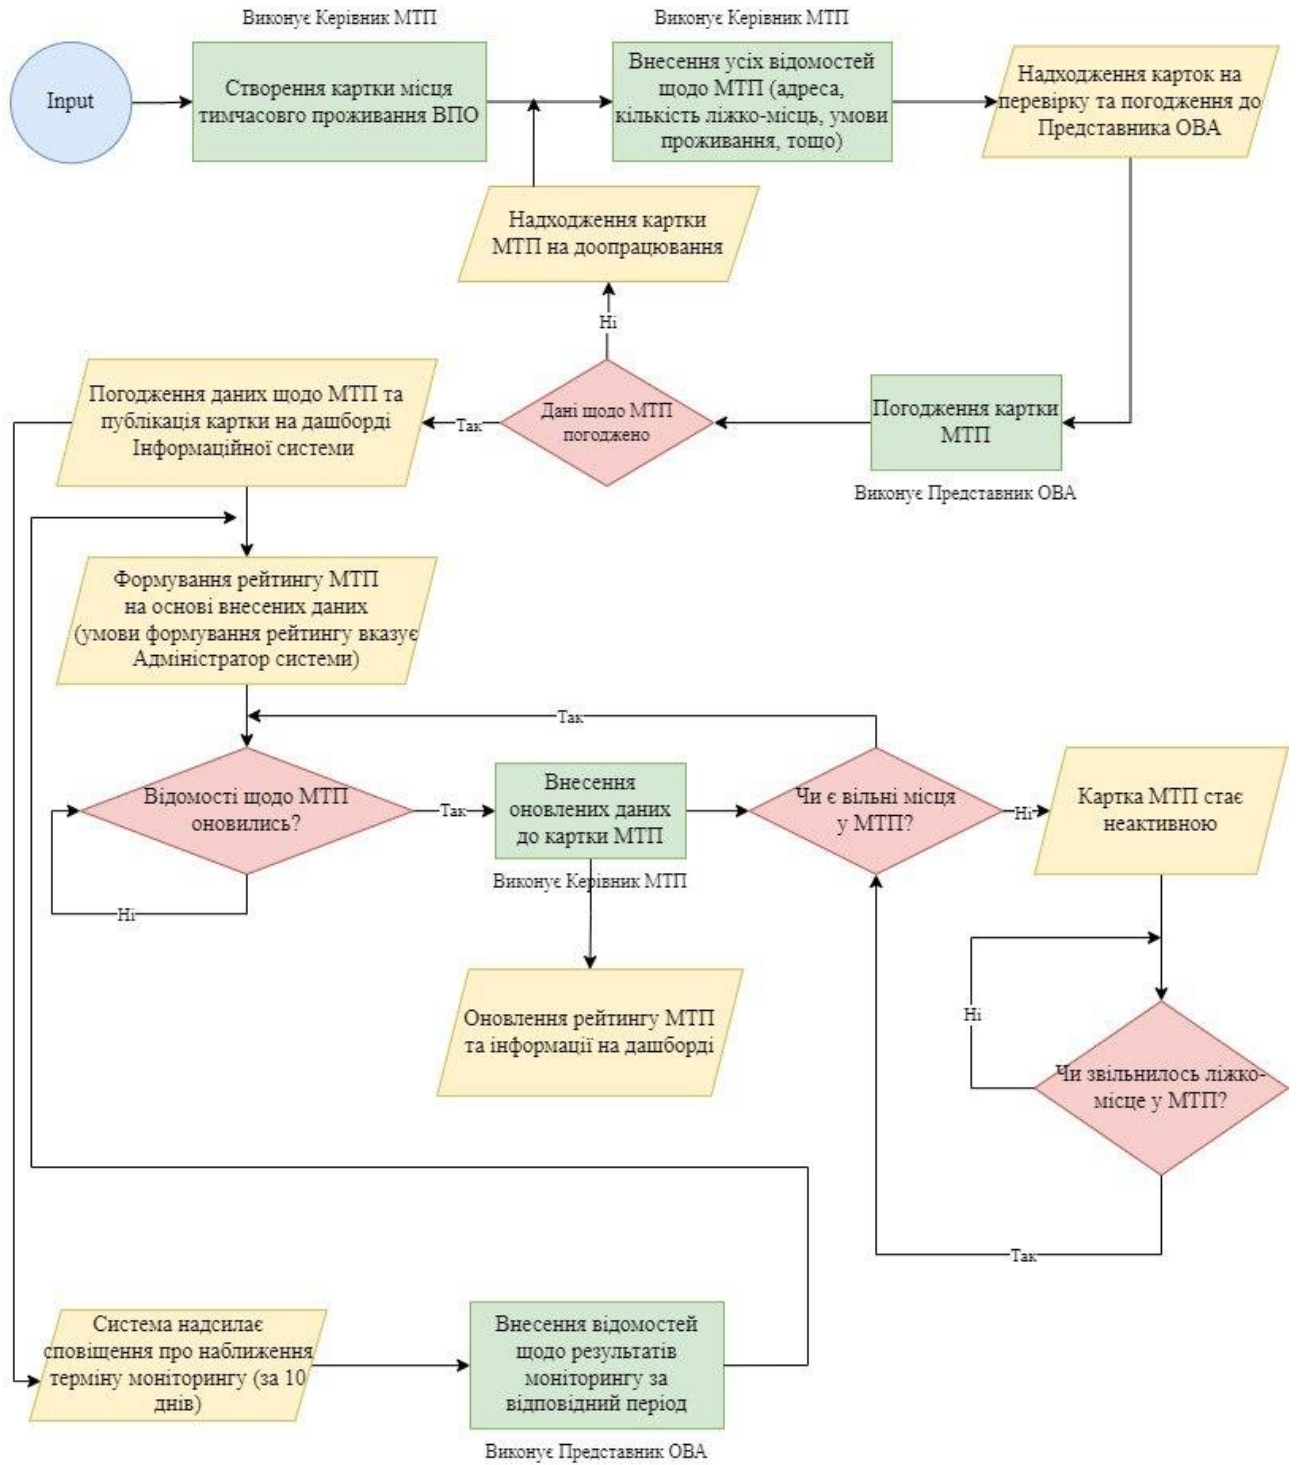 Виконує Керівник МТП
Виконує Керівник МТП
Input
Створення картки місця
тимчасовго проживання ВПО
Внесення усіх відомостей
щодо МТП (адреса,
кількість ліжко-місць, умови
проживання, тощо)
Надходження карток на
перевірку та погодження до
Представника ОВА
Надходження картки
МТП на доопрацювання
Ні
Погодження даних щодо МТП та
публікація картки на дашборді
Інформаційної системи
Так
Дані щодо МТП
погоджено
Погодження картки
МТП
Виконує Представник ОВА
Формування рейтингу МТП
на основі внесених даних
(умови формування рейтингу вказує
Адміністратор системи)
Так
Відомості щодо МТП
оновились?
Так
Ні
Внесення
оновлених даних
до картки МТП
Виконує Керівник МТП
Чи є вільні місця
у МТП?
Ні
Картка МТП стає
неактивною
Оновлення рейтингу МТП
та інформації на дашборді
Ні
Чи звільнилось ліжко-
місце у МТП?
Так
Система надсилає
сповіщення про наближення
терміну моніторингу (за 10
днів)
Внесення відомостей
щодо результатів
моніторингу за
відповідний період
Виконує Представник ОВА